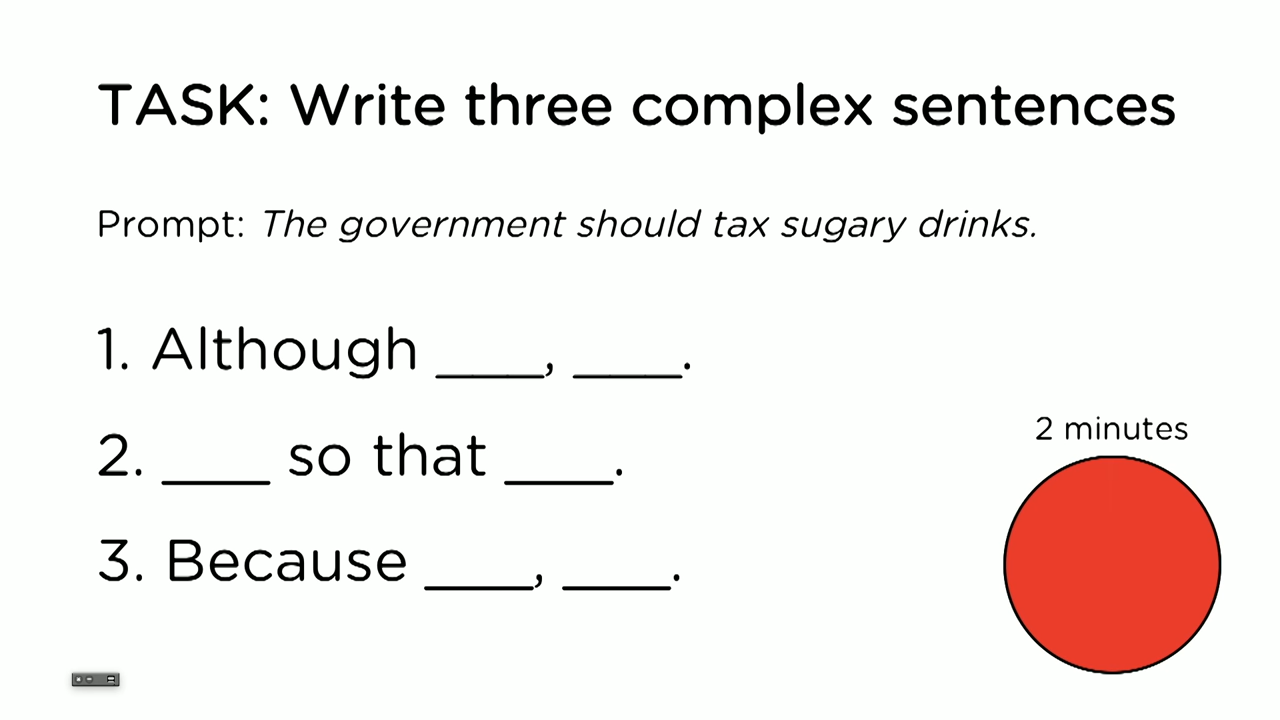 TASK: Write three complex sentences
Prompt: The government should tax sugary drinks.
1. Although ____, ____.
2. ____ so that ____.
3. Because ____, ____.
2 minutes